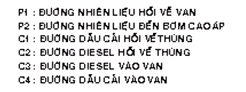 P1 : ĐƯỜNG NHIÊN LIỆU HỒI VỀ VAN
P2 : ĐƯỜNG NHIÊN LIỆU ĐẾN BƠM CAO ÁP
C1 : ĐƯỜNG DẦU CẢI HỒI VỀ THÙNG
C2 : ĐƯỜNG DIESEL HỒI VỀ THÙNG
C3 : ĐƯỜNG DIESEL VÀO VAN
C4 : ĐƯỜNG DẦU CẢI VÀO VAN